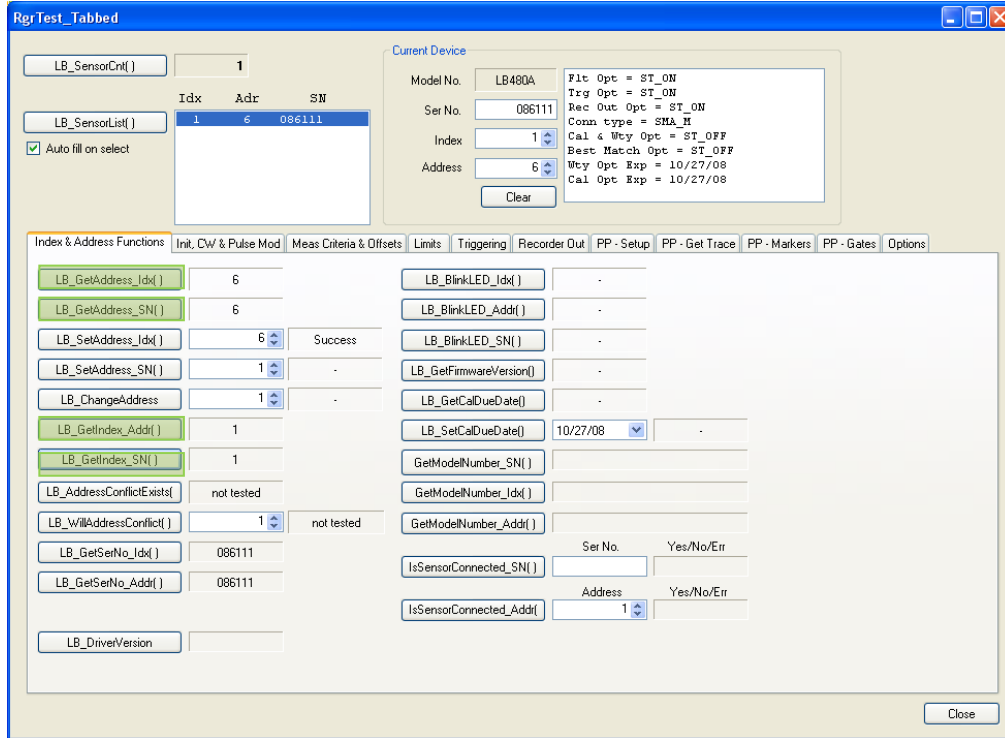 RgrTest_Tabbed
LB_SensorCnt( ) 1
Idx Adr SN
LB_SensorList( ) 1 6 086111
Auto fill on select
Current Device
Model No. LB480A
Ser No. 086111
Index 1
Address 6
Clear
Flt Opt = ST_ON
Trg Opt = ST_ON
Rec Out Opt = ST_ON
Conn type = SMA_M
Cal & Wty Opt = ST_OFF
Best Match Opt = ST_OFF
Wty Opt Exp = 10/27/08
Cal Opt Exp = 10/27/08
Index & Address Functions Init, CW & Pulse Mod Meas Criteria & Offsets Limits Triggering Recorder Out PP - Setup PP - Get Trace PP - Markers PP - Gates Options
LB_GetAddress_Idx( ) 6
LB_GetAddress_SN( ) 6
LB_SetAddress_Idx( ) 6 Success
LB_SetAddress_SN( ) 1 -
LB_ChangeAddress 1 -
LB_GetIndex_Addr( ) 1
LB_GetIndex_SN( ) 1
LB_AddressConflictExists( not tested
LB_WillAddressConflict( ) 1 not tested
LB_GetSerNo_Idx( ) 086111
LB_GetSerNo_Addr( ) 086111
LB_DriverVersion
LB_BlinkLED_Idx( ) -
LB_BlinkLED_Addr( ) -
LB_BlinkLED_SN( ) -
LB_GetFirmwareVersion() -
LB_GetCalDueDate() -
LB_SetCalDueDate() 10/27/08 -
GetModelNumber_SN( )
GetModelNumber_Idx( )
GetModelNumber_Addr( )
Ser No. Yes/No/Err
IsSensorConnected_SN( )
Address Yes/No/Err
IsSensorConnected_Addr( 1
Close